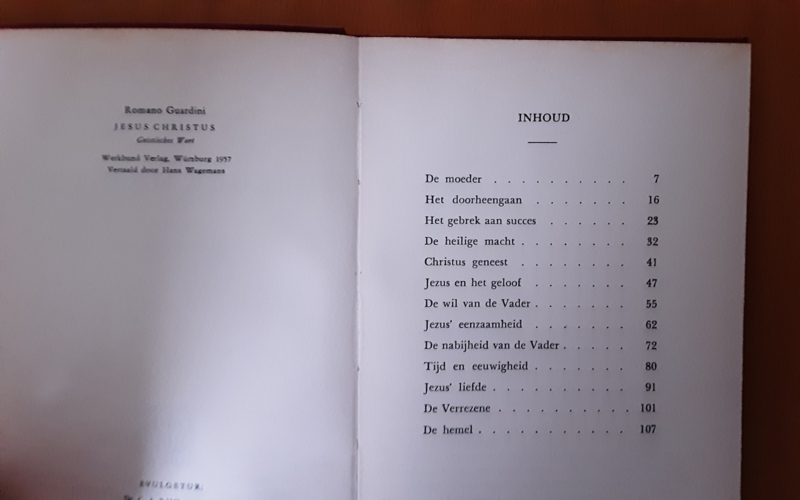 Romano Guardini
JESUS CHRISTUS
Geistliches Wort
Werkbund Verlag, Würzburg 1957
Vertaald door Hans Wagemans
EVULGETUR:
INHOUD
De moeder . . . . . . . . . . 7
Het doorheengaan . . . . . . . . 16
Het gebrek aan succes . . . . . . 23
De heilige macht . . . . . . . . 32
Christus geneest . . . . . . . . 41
Jezus en het geloof . . . . . . . 47
De wil van de Vader . . . . . . . 55
Jezus' eenzaamheid . . . . . . . 62
De nabijheid van de Vader . . . . . 72
Tijd en eeuwigheid . . . . . . . 80
Jezus' liefde . . . . . . . . . . 91
De Verrezene . . . . . . . . . . 101
De hemel . . . . . . . . . . . 107